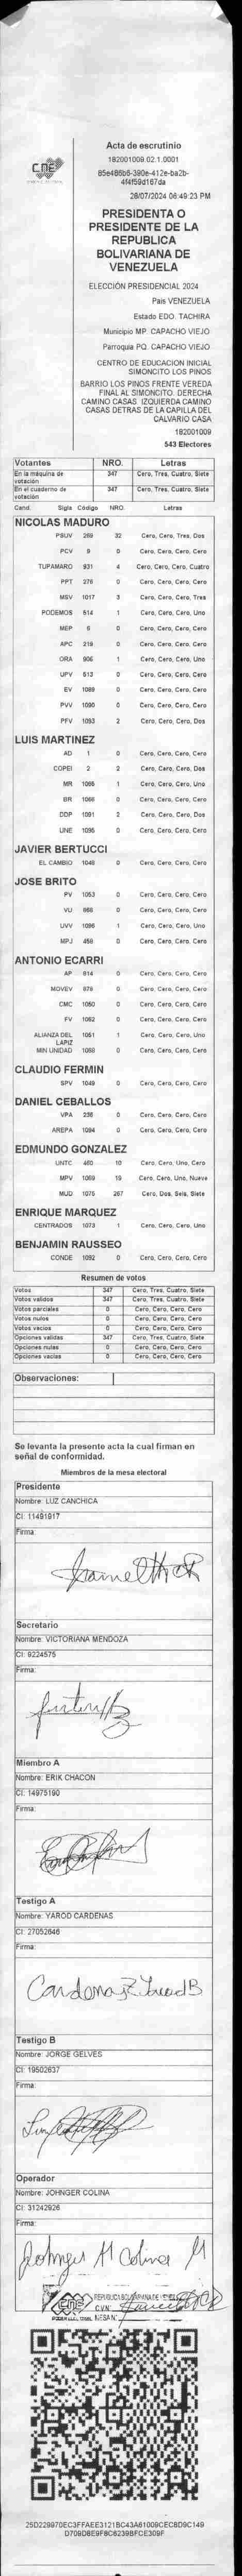 Acta de escrutinio
182001009.02.1.0001
28/07/2024 06:49:23 PM
cne
PRESIDENTA O
PRESIDENTE DE LA
REPUBLICA
BOLIVARIANA DE
VENEZUELA
ELECCIÓN PRESIDENCIAL 2024
Pais VENEZUELA
Estado EDO. TACHIRA
Municipio MP. CAPACHO VIEJO
Parroquia PQ. CAPACHO VIEJO
CENTRO DE EDUCACION INICIAL
SIMONCITO LOS PINOS
BARRIO LOS PINOS FRENTE VEREDA
FINAL AL SIMONCITO. DERECHA
CAMINO CASAS. IZQUIERDA CAMINO
CASAS DETRAS DE LA CAPILLA DEL
CALVARIO CASA
182001009
543 Electores
Votantes NRO. Letras
En la máquina de votación 347 Cero, Tres, Cuatro, Siete
En el cuaderno de votación 347 Cero, Tres, Cuatro, Siete
Cand. Sigla Código NRO. Letras
NICOLAS MADURO
PSUV 269 32 Cero, Cero, Tres, Dos
PCV 9 0 Cero, Cero, Cero, Cero
TUPAMARO 931 4 Cero, Cero, Cero, Cuatro
PPT 276 0 Cero, Cero, Cero, Cero
MSV 1017 3 Cero, Cero, Cero, Tres
PODEMOS 514 1 Cero, Cero, Cero, Uno
MEP 6 0 Cero, Cero, Cero, Cero
APC 219 0 Cero, Cero, Cero, Cero
ORA 906 1 Cero, Cero, Cero, Uno
UPV 513 0 Cero, Cero, Cero, Cero
EV 1089 0 Cero, Cero, Cero, Cero
PVV 1090 0 Cero, Cero, Cero, Cero
PFV 1093 2 Cero, Cero, Cero, Dos
LUIS MARTINEZ
AD 1 0 Cero, Cero, Cero, Cero
COPEI 2 2 Cero, Cero, Cero, Dos
MR 1065 1 Cero, Cero, Cero, Uno
BR 1066 0 Cero, Cero, Cero, Cero
DDP 1091 2 Cero, Cero, Cero, Dos
UNE 1095 0 Cero, Cero, Cero, Cero
JAVIER BERTUCCI
EL CAMBIO 1048 0 Cero, Cero, Cero, Cero
JOSE BRITO
PV 1053 0 Cero, Cero, Cero, Cero
VU 868 0 Cero, Cero, Cero, Cero
UVV 1096 1 Cero, Cero, Cero, Uno
MPJ 458 0 Cero, Cero, Cero, Cero
ANTONIO ECARRI
AP 914 0 Cero, Cero, Cero, Cero
MOVEV 976 0 Cero, Cero, Cero, Cero
CMC 1050 0 Cero, Cero, Cero, Cero
FV 1062 0 Cero, Cero, Cero, Cero
ALIANZA DEL LAPIZ 1051 1 Cero, Cero, Cero, Uno
MIN UNIDAD 1058 0 Cero, Cero, Cero, Cero
CLAUDIO FERMIN
SPV 1049 0 Cero, Cero, Cero, Cero
DANIEL CEBALLOS
VPA 236 0 Cero, Cero, Cero, Cero
AREPA 1094 0 Cero, Cero, Cero, Cero
EDMUNDO GONZALEZ
UNTC 460 10 Cero, Cero, Uno, Cero
MPV 1069 19 Cero, Cero, Uno, Nueve
MUD 1075 267 Cero, Dos, Seis, Siete
ENRIQUE MARQUEZ
CENTRADOS 1073 1 Cero, Cero, Cero, Uno
BENJAMIN RAUSSEO
CONDE 1092 0 Cero, Cero, Cero, Cero
Resumen de votos
Votos 347 Cero, Tres, Cuatro, Siete
Votos validos 347 Cero, Tres, Cuatro, Siete
Votos parciales 0 Cero, Cero, Cero, Cero
Votos nulos 0 Cero, Cero, Cero, Cero
Votos vacios 0 Cero, Cero, Cero, Cero
Opciones validas 347 Cero, Tres, Cuatro, Siete
Opciones nulas 0 Cero, Cero, Cero, Cero
Opciones vacias 0 Cero, Cero, Cero, Cero
Observaciones:
Se levanta la presente acta la cual firman en
señal de conformidad.
Miembros de la mesa electoral
Presidente
Nombre: LUZ CANCHICA
CI: 11491917
Firma:
Secretario
Nombre: VICTORIANA MENDOZA
CI: 9224575
Firma:
Miembro A
Nombre: ERIK CHACON
CI: 14975190
Firma:
Testigo A
Nombre: YAROD CARDENAS
CI: 27052646
Firma:
Testigo B
Nombre: JORGE GELVES
CI: 19502637
Firma:
Operador
Nombre: JOHNGER COLINA
CI: 31242926
Firma:
Johnger M Colina M
cne